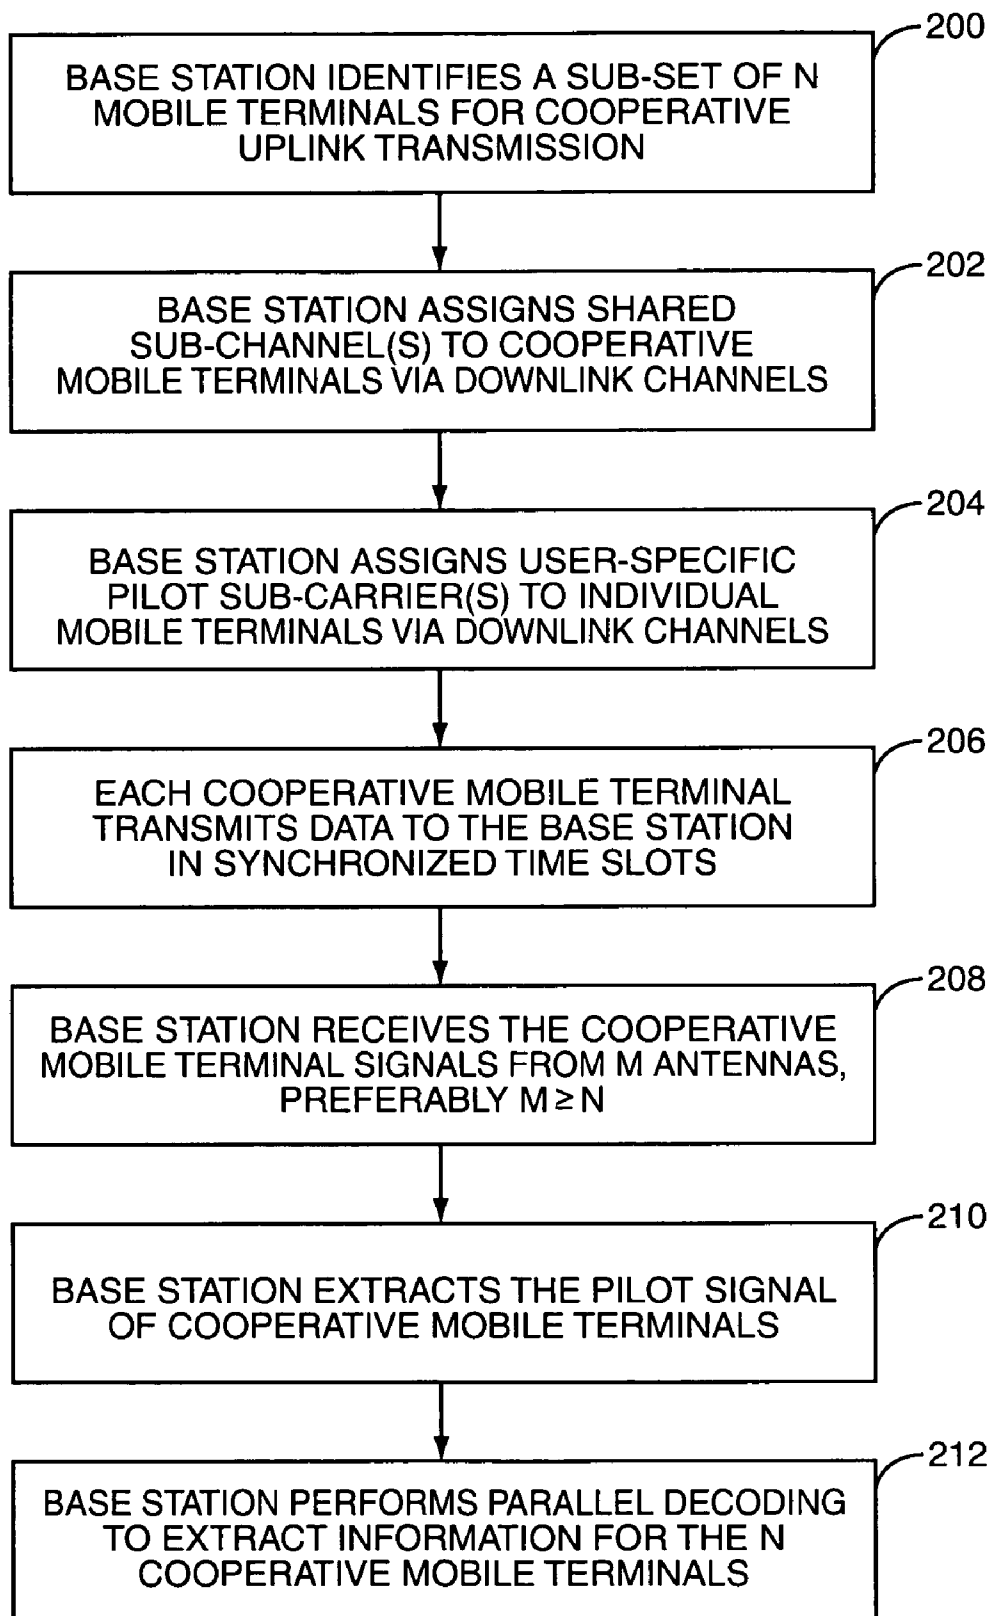 200
BASE STATION IDENTIFIES A SUB-SET OF N
MOBILE TERMINALS FOR COOPERATIVE
UPLINK TRANSMISSION
202
BASE STATION ASSIGNS SHARED
SUB-CHANNEL(S) TO COOPERATIVE
MOBILE TERMINALS VIA DOWNLINK CHANNELS
204
BASE STATION ASSIGNS USER-SPECIFIC
PILOT SUB-CARRIER(S) TO INDIVIDUAL
MOBILE TERMINALS VIA DOWNLINK CHANNELS
206
EACH COOPERATIVE MOBILE TERMINAL
TRANSMITS DATA TO THE BASE STATION
IN SYNCHRONIZED TIME SLOTS
208
BASE STATION RECEIVES THE COOPERATIVE
MOBILE TERMINAL SIGNALS FROM M ANTENNAS,
PREFERABLY M ≥ N
210
BASE STATION EXTRACTS THE PILOT SIGNAL
OF COOPERATIVE MOBILE TERMINALS
212
BASE STATION PERFORMS PARALLEL DECODING
TO EXTRACT INFORMATION FOR THE N
COOPERATIVE MOBILE TERMINALS